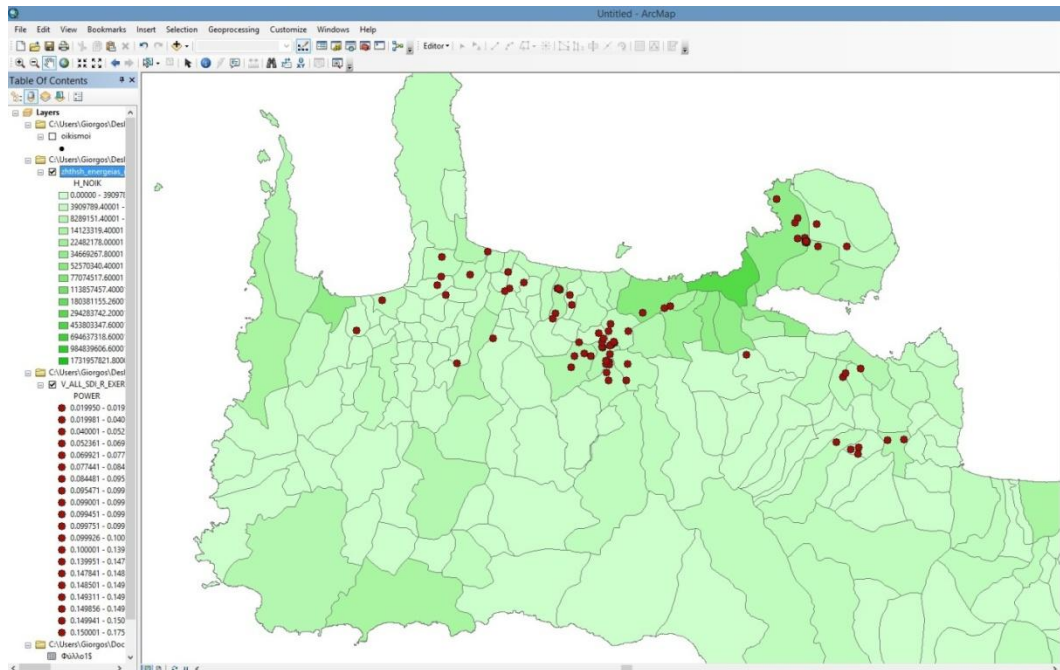 Untitled - ArcMap
File Edit View Bookmarks Insert Selection Geoprocessing Customize Windows Help
Editor
Table Of Contents
Layers
C:\Users\Giorgos\Desl
oikismoi
C:\Users\Giorgos\Desl
zhthsh_energeias_
H_NOIK
0.00000 - 390978
3909789.40001 -
8289151.40001 -
14123319.40001
22482178.00001
34669267.80001
52570340.40001
77074517.60001
113857457.4000
180381155.2600
294283742.2000
453803347.6000
694637318.6000
984839606.6000
1731957821.800
C:\Users\Giorgos\Desl
V_ALL_SDI_R_EXER
POWER
0.019950 - 0.019
0.019981 - 0.040
0.040001 - 0.052
0.052361 - 0.069
0.069921 - 0.077
0.077441 - 0.084
0.084481 - 0.095
0.095471 - 0.099
0.099001 - 0.099
0.099451 - 0.099
0.099751 - 0.099
0.099926 - 0.100
0.100001 - 0.139
0.139951 - 0.147
0.147841 - 0.148
0.148501 - 0.149
0.149311 - 0.149
0.149856 - 0.149
0.149941 - 0.150
0.150001 - 0.175
C:\Users\Giorgos\Doc
Φύλλο1$